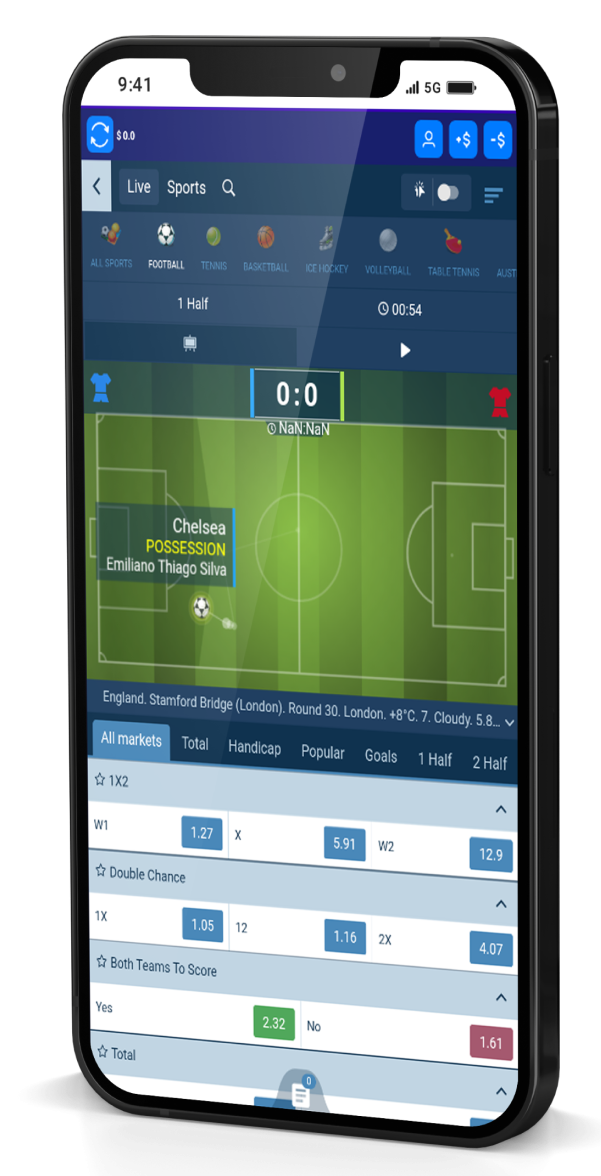 9:41 5G
$ 0.0 +$ -$
Live Sports
ALL SPORTS FOOTBALL TENNIS BASKETBALL ICE HOCKEY VOLLEYBALL TABLE TENNIS AUST
1 Half 00:54
0:0
NaN:NaN
Chelsea
POSSESSION
Emiliano Thiago Silva
England. Stamford Bridge (London). Round 30. London. +8°C. 7. Cloudy. 5.8...
All markets Total Handicap Popular Goals 1 Half 2 Half
1X2
W1 1.27 X 5.91 W2 12.9
Double Chance
1X 1.05 12 1.16 2X 4.07
Both Teams To Score
Yes 2.32 No 1.61
Total
0